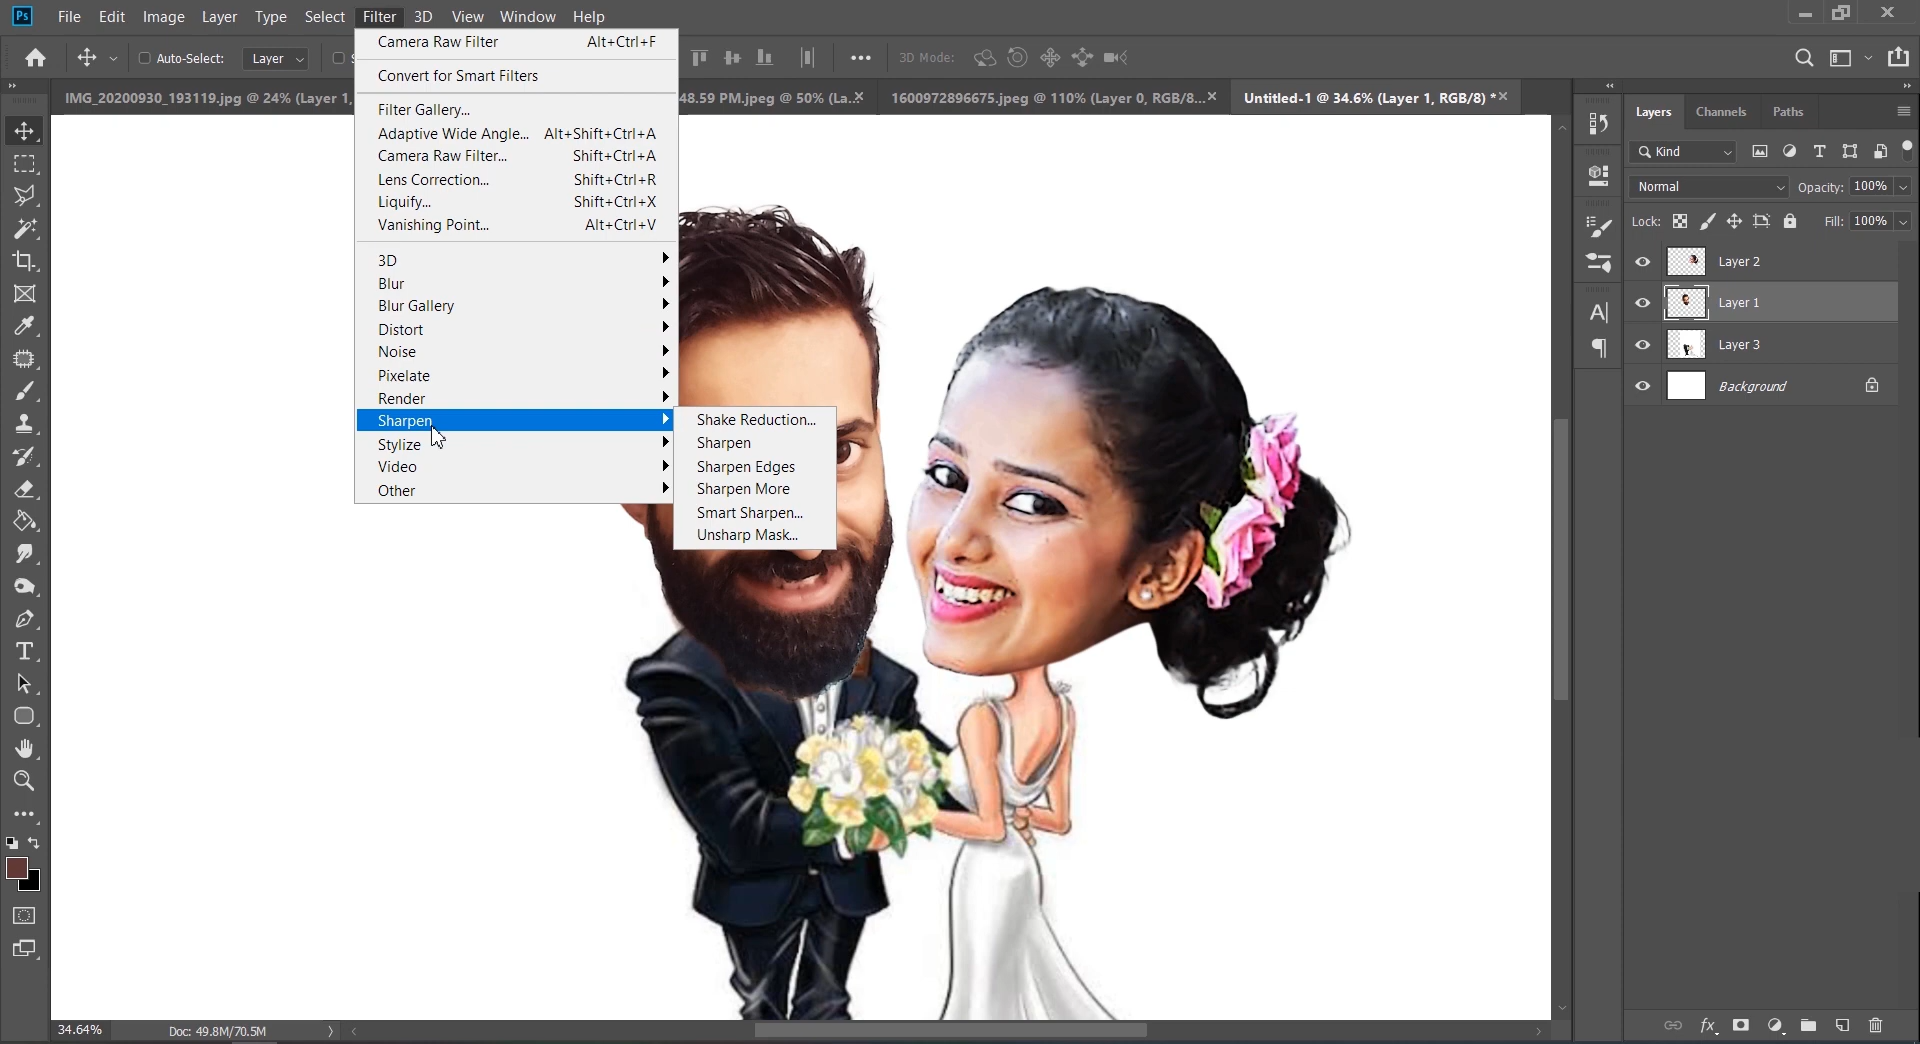 Ps File Edit Image Layer Type Select Filter 3D View Window Help
Auto-Select: Layer
3D Mode:
IMG_20200930_193119.jpg @ 24% (Layer 1,
48.59 PM.jpeg @ 50% (La...
1600972896675.jpeg @ 110% (Layer 0, RGB/8...
Untitled-1 @ 34.6% (Layer 1, RGB/8) *
Camera Raw Filter Alt+Ctrl+F
Convert for Smart Filters
Filter Gallery...
Adaptive Wide Angle... Alt+Shift+Ctrl+A
Camera Raw Filter... Shift+Ctrl+A
Lens Correction... Shift+Ctrl+R
Liquify... Shift+Ctrl+X
Vanishing Point... Alt+Ctrl+V
3D
Blur
Blur Gallery
Distort
Noise
Pixelate
Render
Sharpen
Stylize
Video
Other
Shake Reduction...
Sharpen
Sharpen Edges
Sharpen More
Smart Sharpen...
Unsharp Mask...
Layers Channels Paths
Kind
Normal Opacity: 100%
Lock: Fill: 100%
Layer 2
Layer 1
Layer 3
Background
34.64% Doc: 49.8M/70.5M